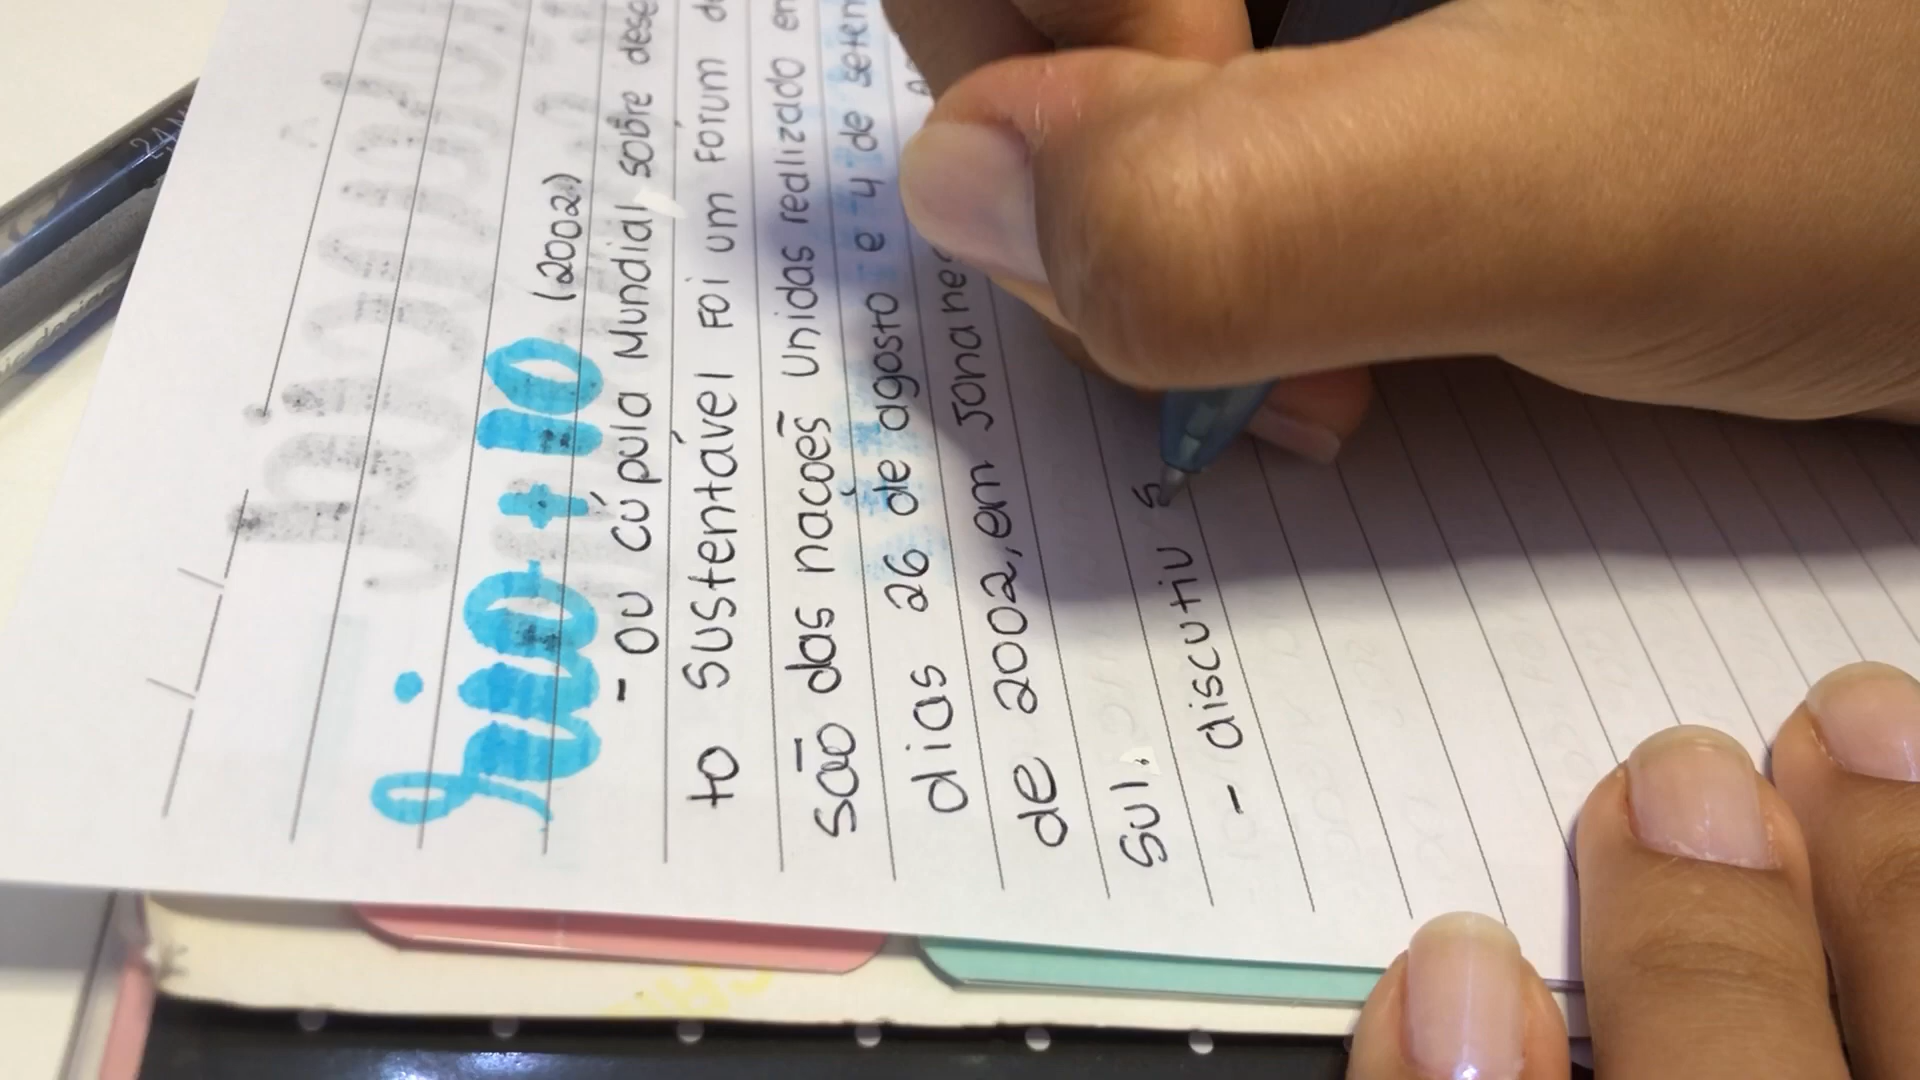 Rio + 10 (2002)
- ou cúpula Mundial sobre dese
to sustentável foi um fórum d
são das nações unidas realizado en
dias 26 de agosto e 4 de setem
de 2002, em Joane
Sul.
- discutiu s